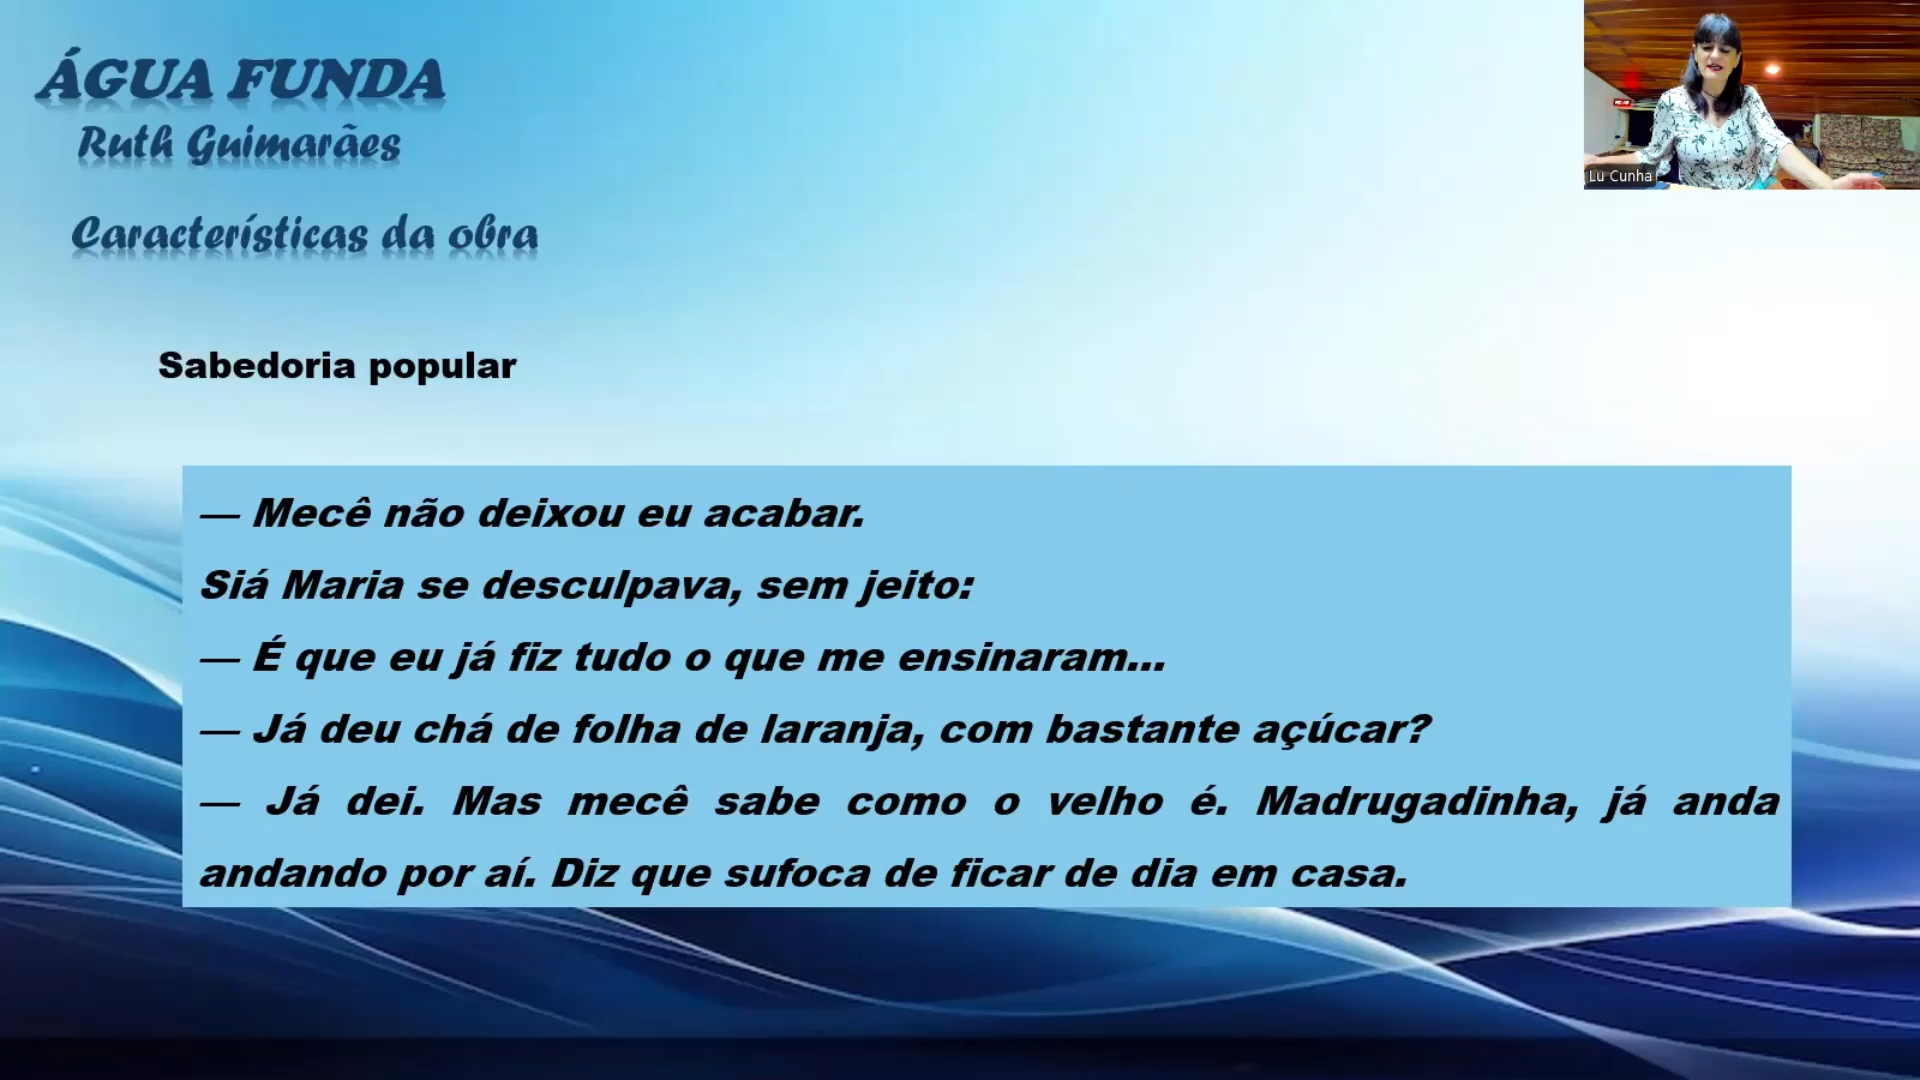 ÁGUA FUNDA
Ruth Guimarães
Características da obra
Lu Cunha
Sabedoria popular
— Mecê não deixou eu acabar.
Siá Maria se desculpava, sem jeito:
— É que eu já fiz tudo o que me ensinaram...
— Já deu chá de folha de laranja, com bastante açúcar?
— Já dei. Mas mecê sabe como o velho é. Madrugadinha, já anda
andando por aí. Diz que sufoca de ficar de dia em casa.